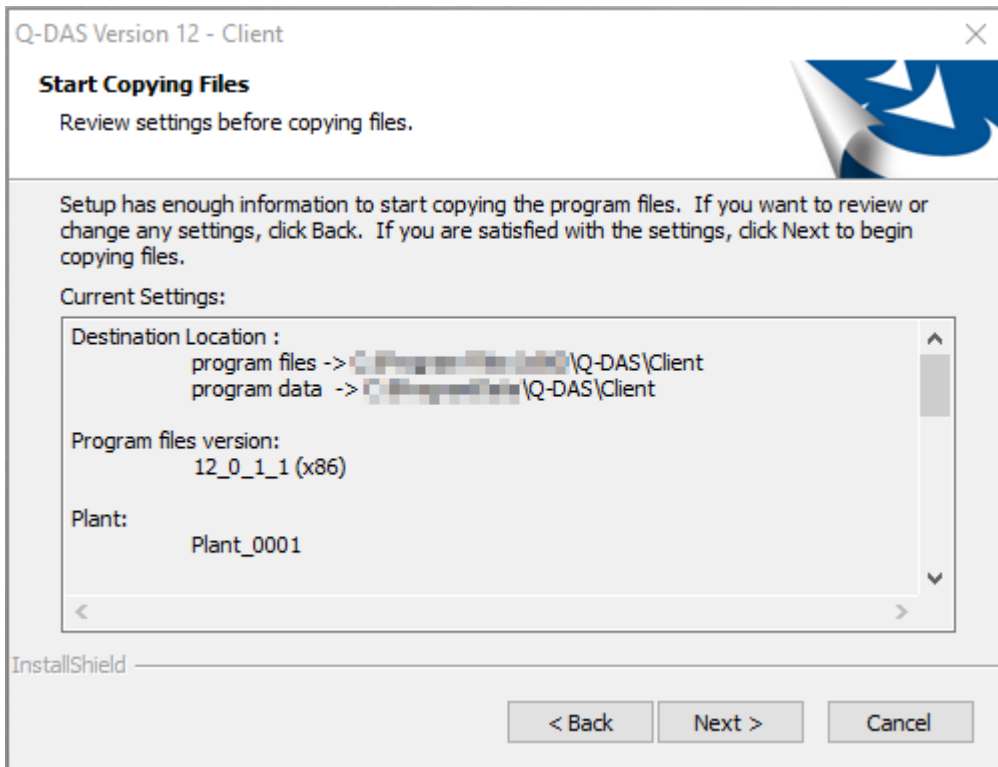 Q-DAS Version 12 - Client
Start Copying Files
Review settings before copying files.
Setup has enough information to start copying the program files.  If you want to review or
change any settings, click Back.  If you are satisfied with the settings, click Next to begin
copying files.
Current Settings:
Destination Location :
program files -> \Q-DAS\Client
program data  -> \Q-DAS\Client
Program files version:
12_0_1_1 (x86)
Plant:
Plant_0001
InstallShield
< Back
Next >
Cancel